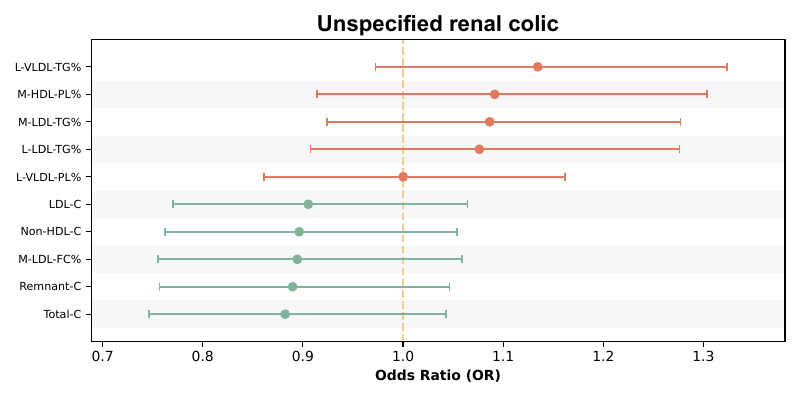 Unspecified renal colic
L-VLDL-TG%
M-HDL-PL%
M-LDL-TG%
L-LDL-TG%
L-VLDL-PL%
LDL-C
Non-HDL-C
M-LDL-FC%
Remnant-C
Total-C
0.7 0.8 0.9 1.0 1.1 1.2 1.3
Odds Ratio (OR)